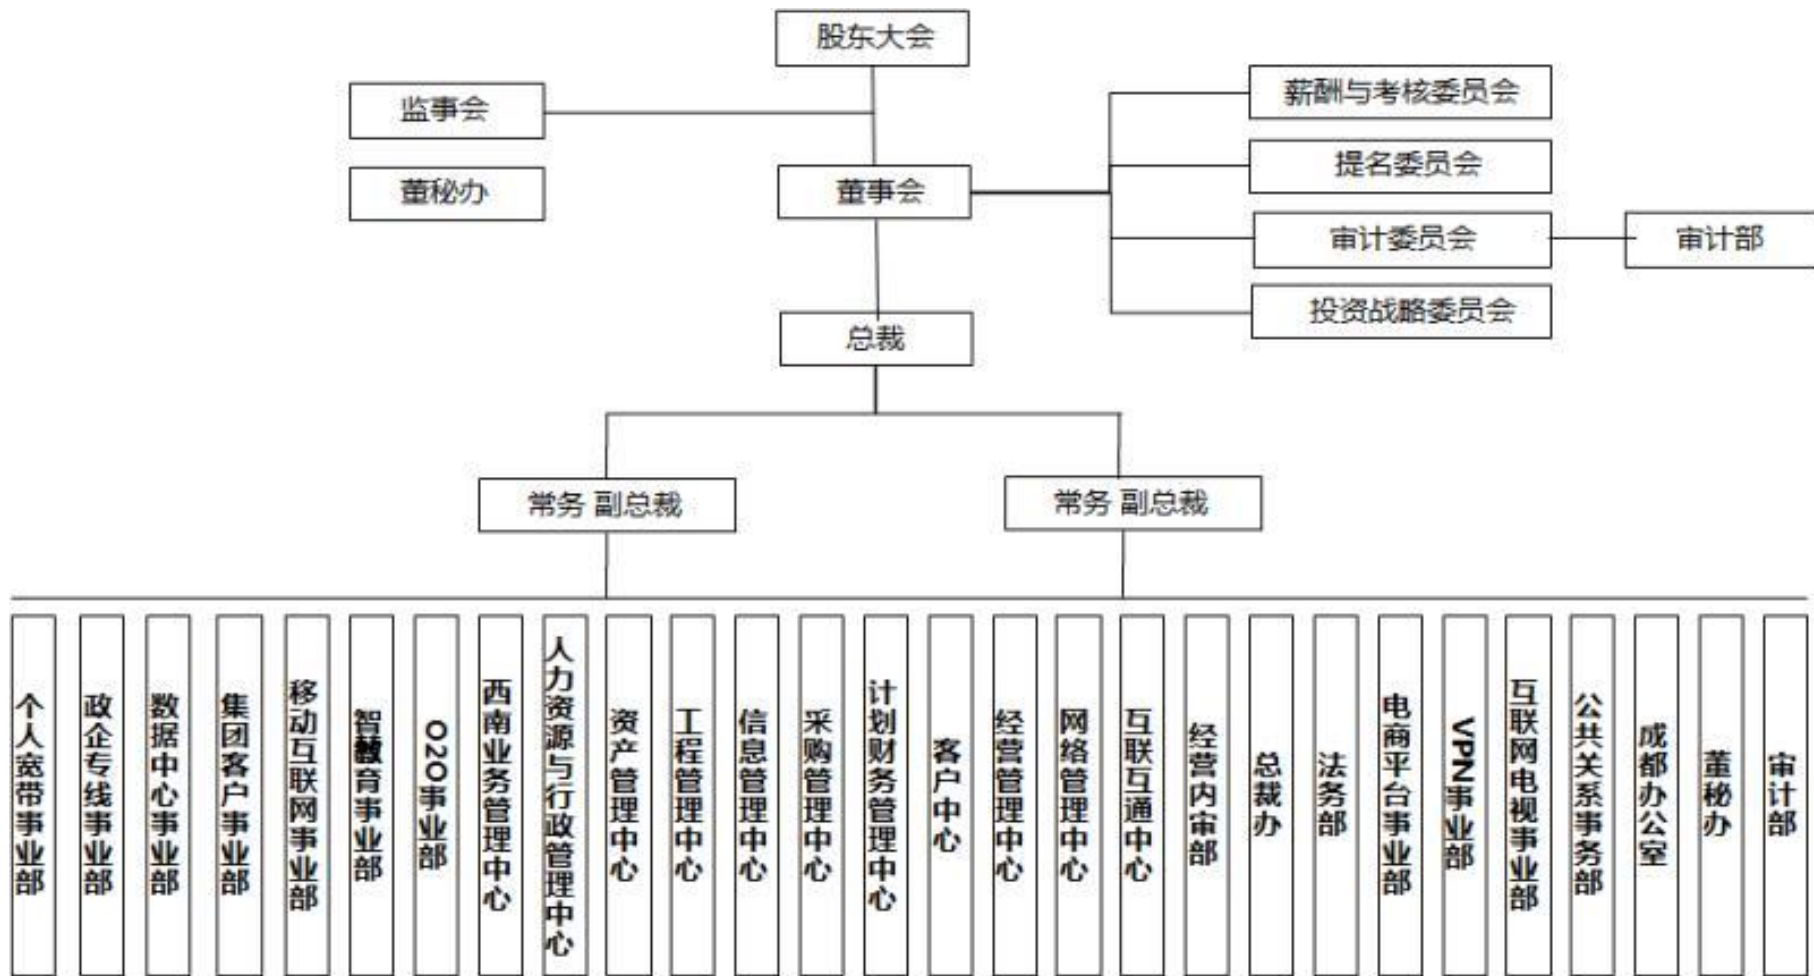 股东大会
监事会
薪酬与考核委员会
提名委员会
董秘办
董事会
审计委员会
审计部
投资战略委员会
总裁
常务 副总裁
常务 副总裁
个人宽带事业部
政企专线事业部
数据中心事业部
集团客户事业部
移动互联网事业部
智慧教育事业部
O2O事业部
西南业务管理中心
人力资源与行政管理中心
资产管理中心
工程管理中心
信息管理中心
采购管理中心
计划财务管理中心
客户中心
经营管理中心
网络管理中心
互联互通中心
经营内审部
总裁办
法务部
电商平台事业部
VPN事业部
互联网电视事业部
公共关系事务部
成都办公室
董秘办
审计部